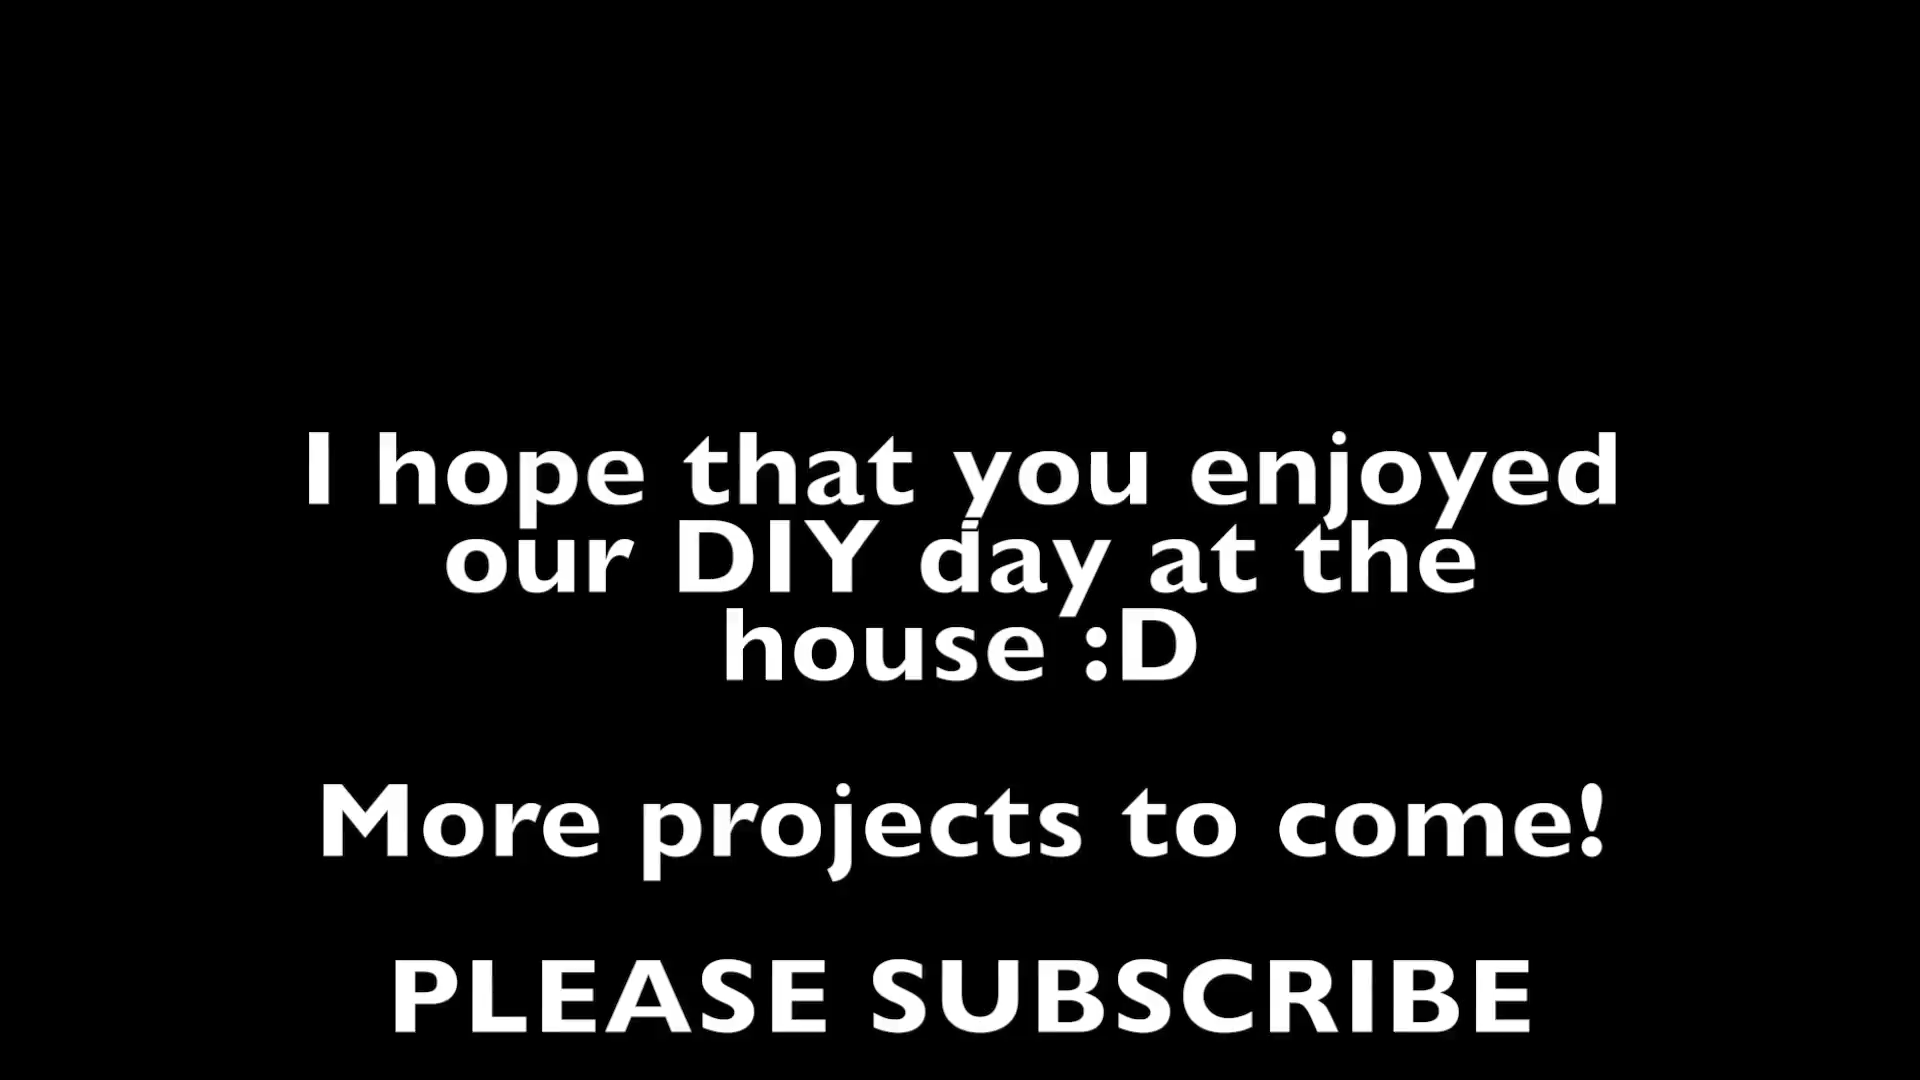 I hope that you enjoyed
our DIY day at the
house :D
More projects to come!
PLEASE SUBSCRIBE